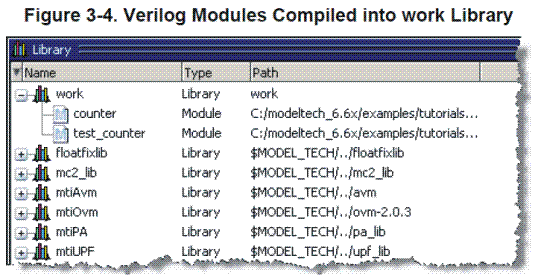 Figure 3-4. Verilog Modules Compiled into work Library
Library
Name Type Path
work Library work
counter Module C:/modeltech_6.6x/examples/tutorials...
test_counter Module C:/modeltech_6.6x/examples/tutorials...
floatfixlib Library $MODEL_TECH/../floatfixlib
mc2_lib Library $MODEL_TECH/../mc2_lib
mtiAvm Library $MODEL_TECH/../avm
mtiOvm Library $MODEL_TECH/../ovm-2.0.3
mtiPA Library $MODEL_TECH/../pa_lib
mtiUPF Library $MODEL_TECH/../upf_lib